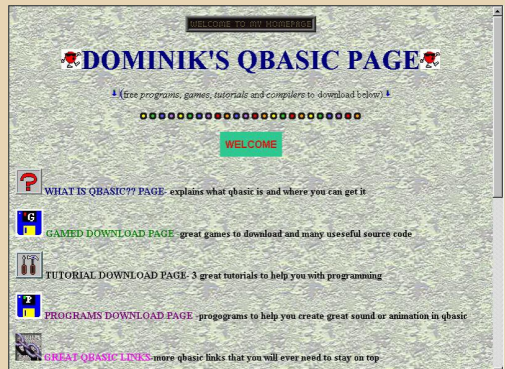 WELCOME TO MY HOMEPAGE
DOMINIK'S QBASIC PAGE
(free programs, games, tutorials and compilers to download below)
WELCOME
WHAT IS QBASIC?? PAGE- explains what qbasic is and where you can get it
GAMED DOWNLOAD PAGE -great games to download and many useseful source code
TUTORIAL DOWNLOAD PAGE- 3 great tutorials to help you with programming
PROGRAMS DOWNLOAD PAGE -progograms to help you create great sound or animation in qbasic
GREAT QBASIC LINKS-more qbasic links that you will ever need to stay on top